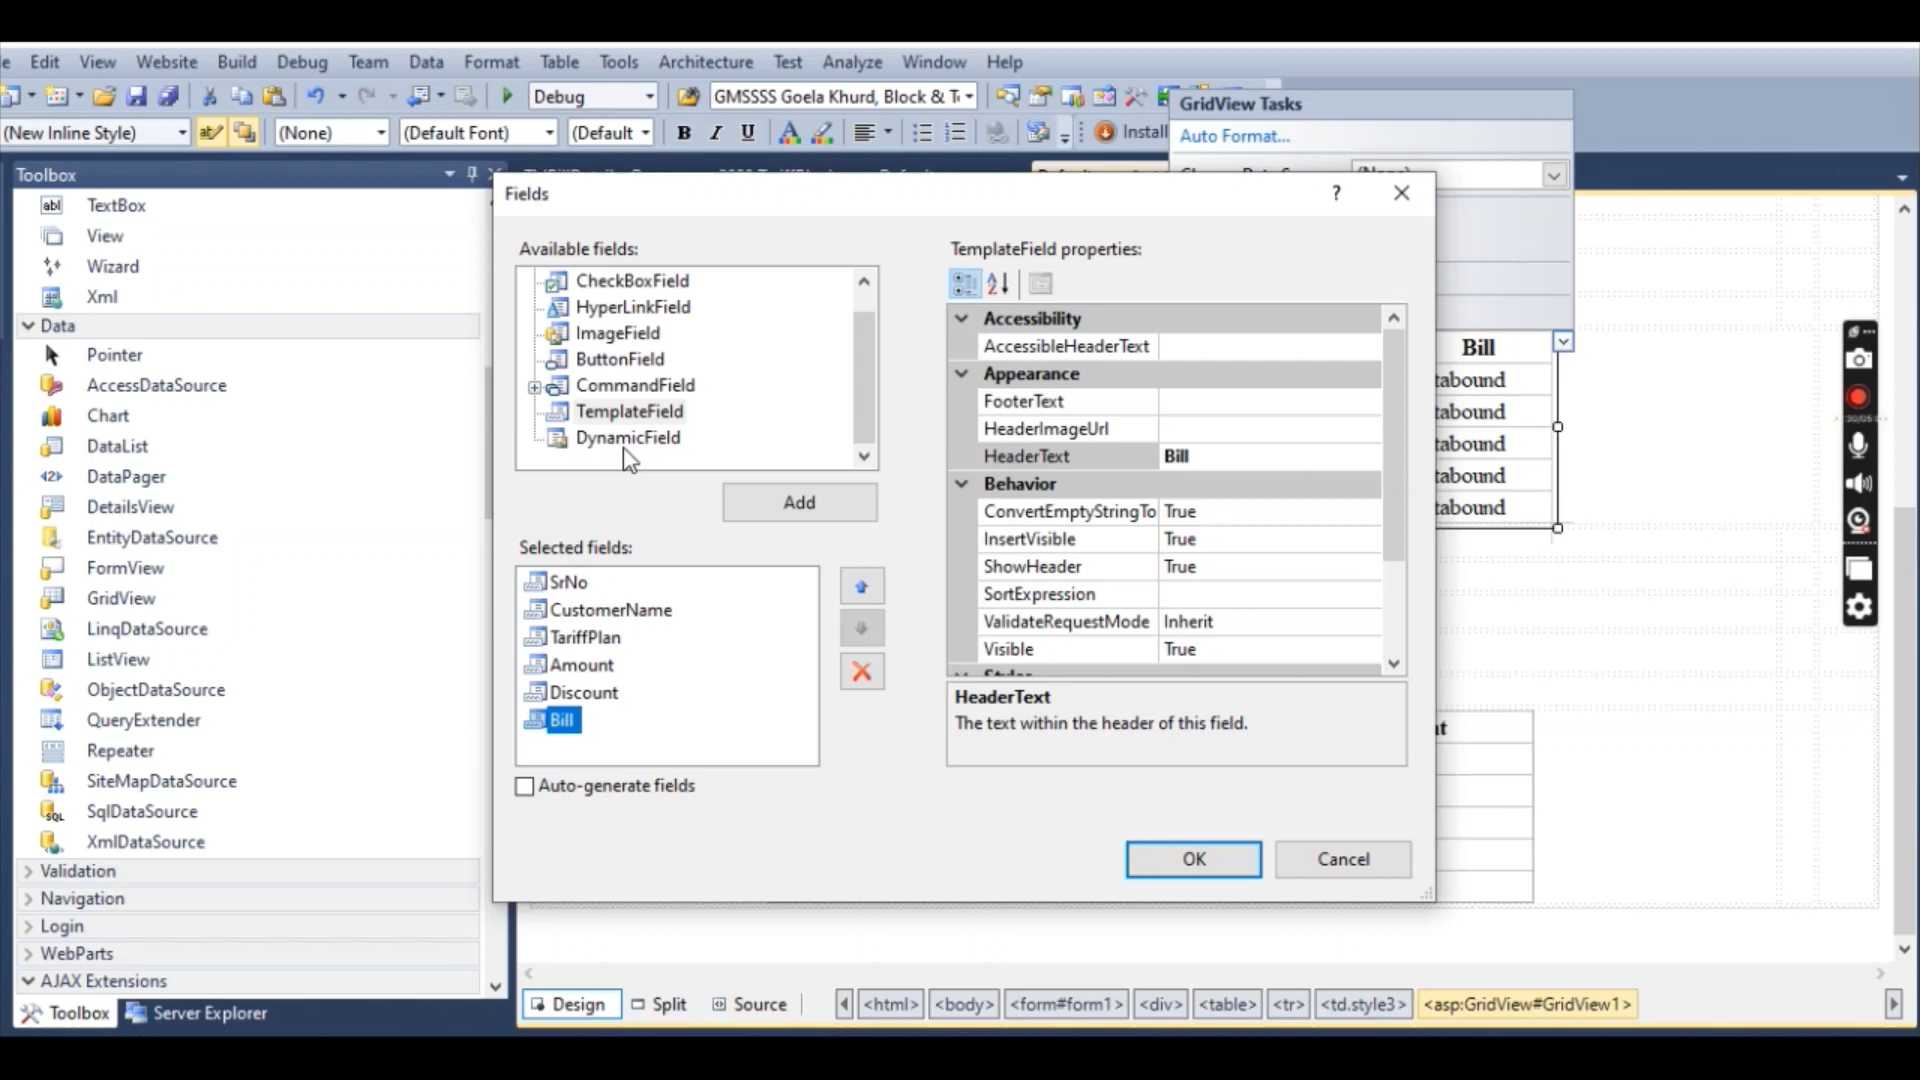 Edit View Website Build Debug Team Data Format Table Tools Architecture Test Analyze Window Help
Debug GMSSSS Goela Khurd, Block &
(New Inline Style) (None) (Default Font) (Default B I U Install
GridView Tasks
Auto Format...
Toolbox
TextBox
View
Wizard
Xml
Data
Pointer
AccessDataSource
Chart
DataList
DataPager
DetailsView
EntityDataSource
FormView
GridView
LinqDataSource
ListView
ObjectDataSource
QueryExtender
Repeater
SiteMapDataSource
SqlDataSource
XmlDataSource
Validation
Navigation
Login
WebParts
AJAX Extensions
Toolbox Server Explorer
Fields ?
Available fields:
CheckBoxField
HyperLinkField
ImageField
ButtonField
CommandField
TemplateField
DynamicField
Add
Selected fields:
SrNo
CustomerName
TariffPlan
Amount
Discount
Bill
Auto-generate fields
TemplateField properties:
Accessibility
AccessibleHeaderText
Appearance
FooterText
HeaderImageUrl
HeaderText Bill
Behavior
ConvertEmptyStringTo True
InsertVisible True
ShowHeader True
SortExpression
ValidateRequestMode Inherit
Visible True
HeaderText
The text within the header of this field.
OK Cancel
Bill
tabound
tabound
tabound
tabound
tabound
Design Split Source <html> <body> <form#form1> <div> <table> <tr> <td.style3> <asp:GridView#GridView1>